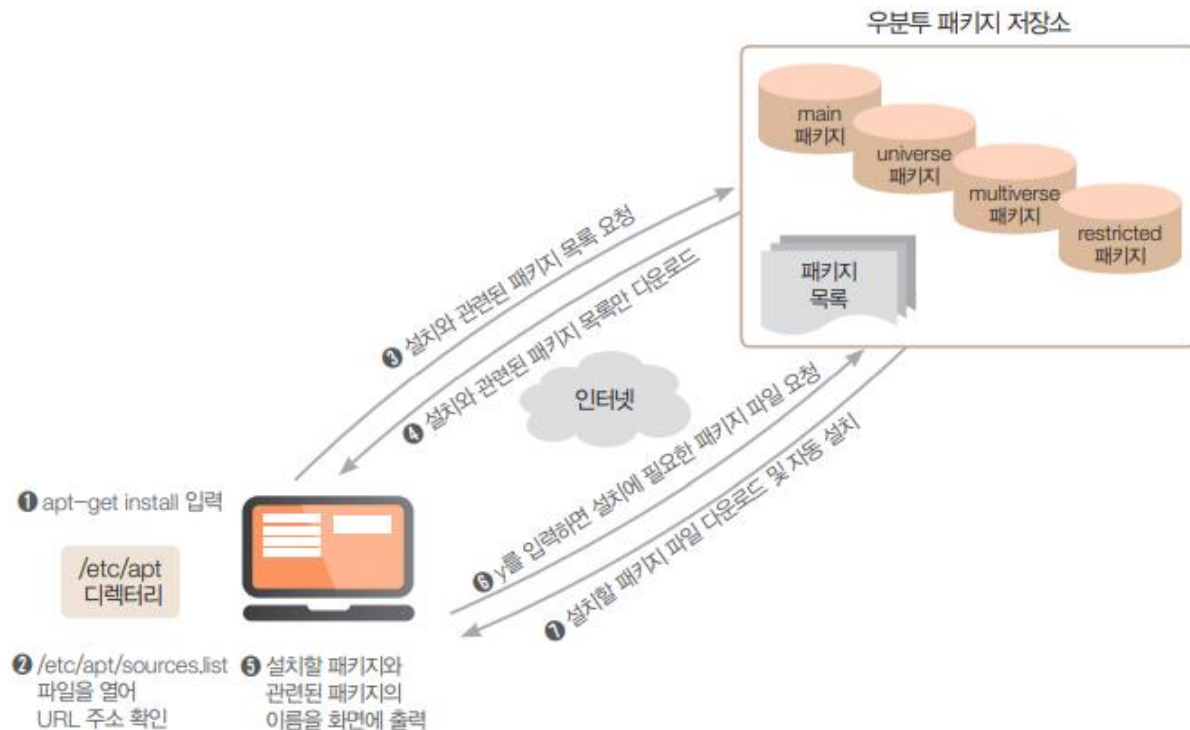 우분투 패키지 저장소
main
패키지
universe
패키지
multiverse
패키지
restricted
패키지
패키지
목록
❸ 설치와 관련된 패키지 목록 요청
❹ 설치와 관련된 패키지 목록만 다운로드
인터넷
❶ apt-get install 입력
/etc/apt
디렉터리
❷ /etc/apt/sources.list
파일을 열어
URL 주소 확인
❺ 설치할 패키지와
관련된 패키지의
이름을 화면에 출력
❻ y를 입력하면 설치에 필요한 패키지 파일 요청
❼ 설치할 패키지 파일 다운로드 및 자동 설치